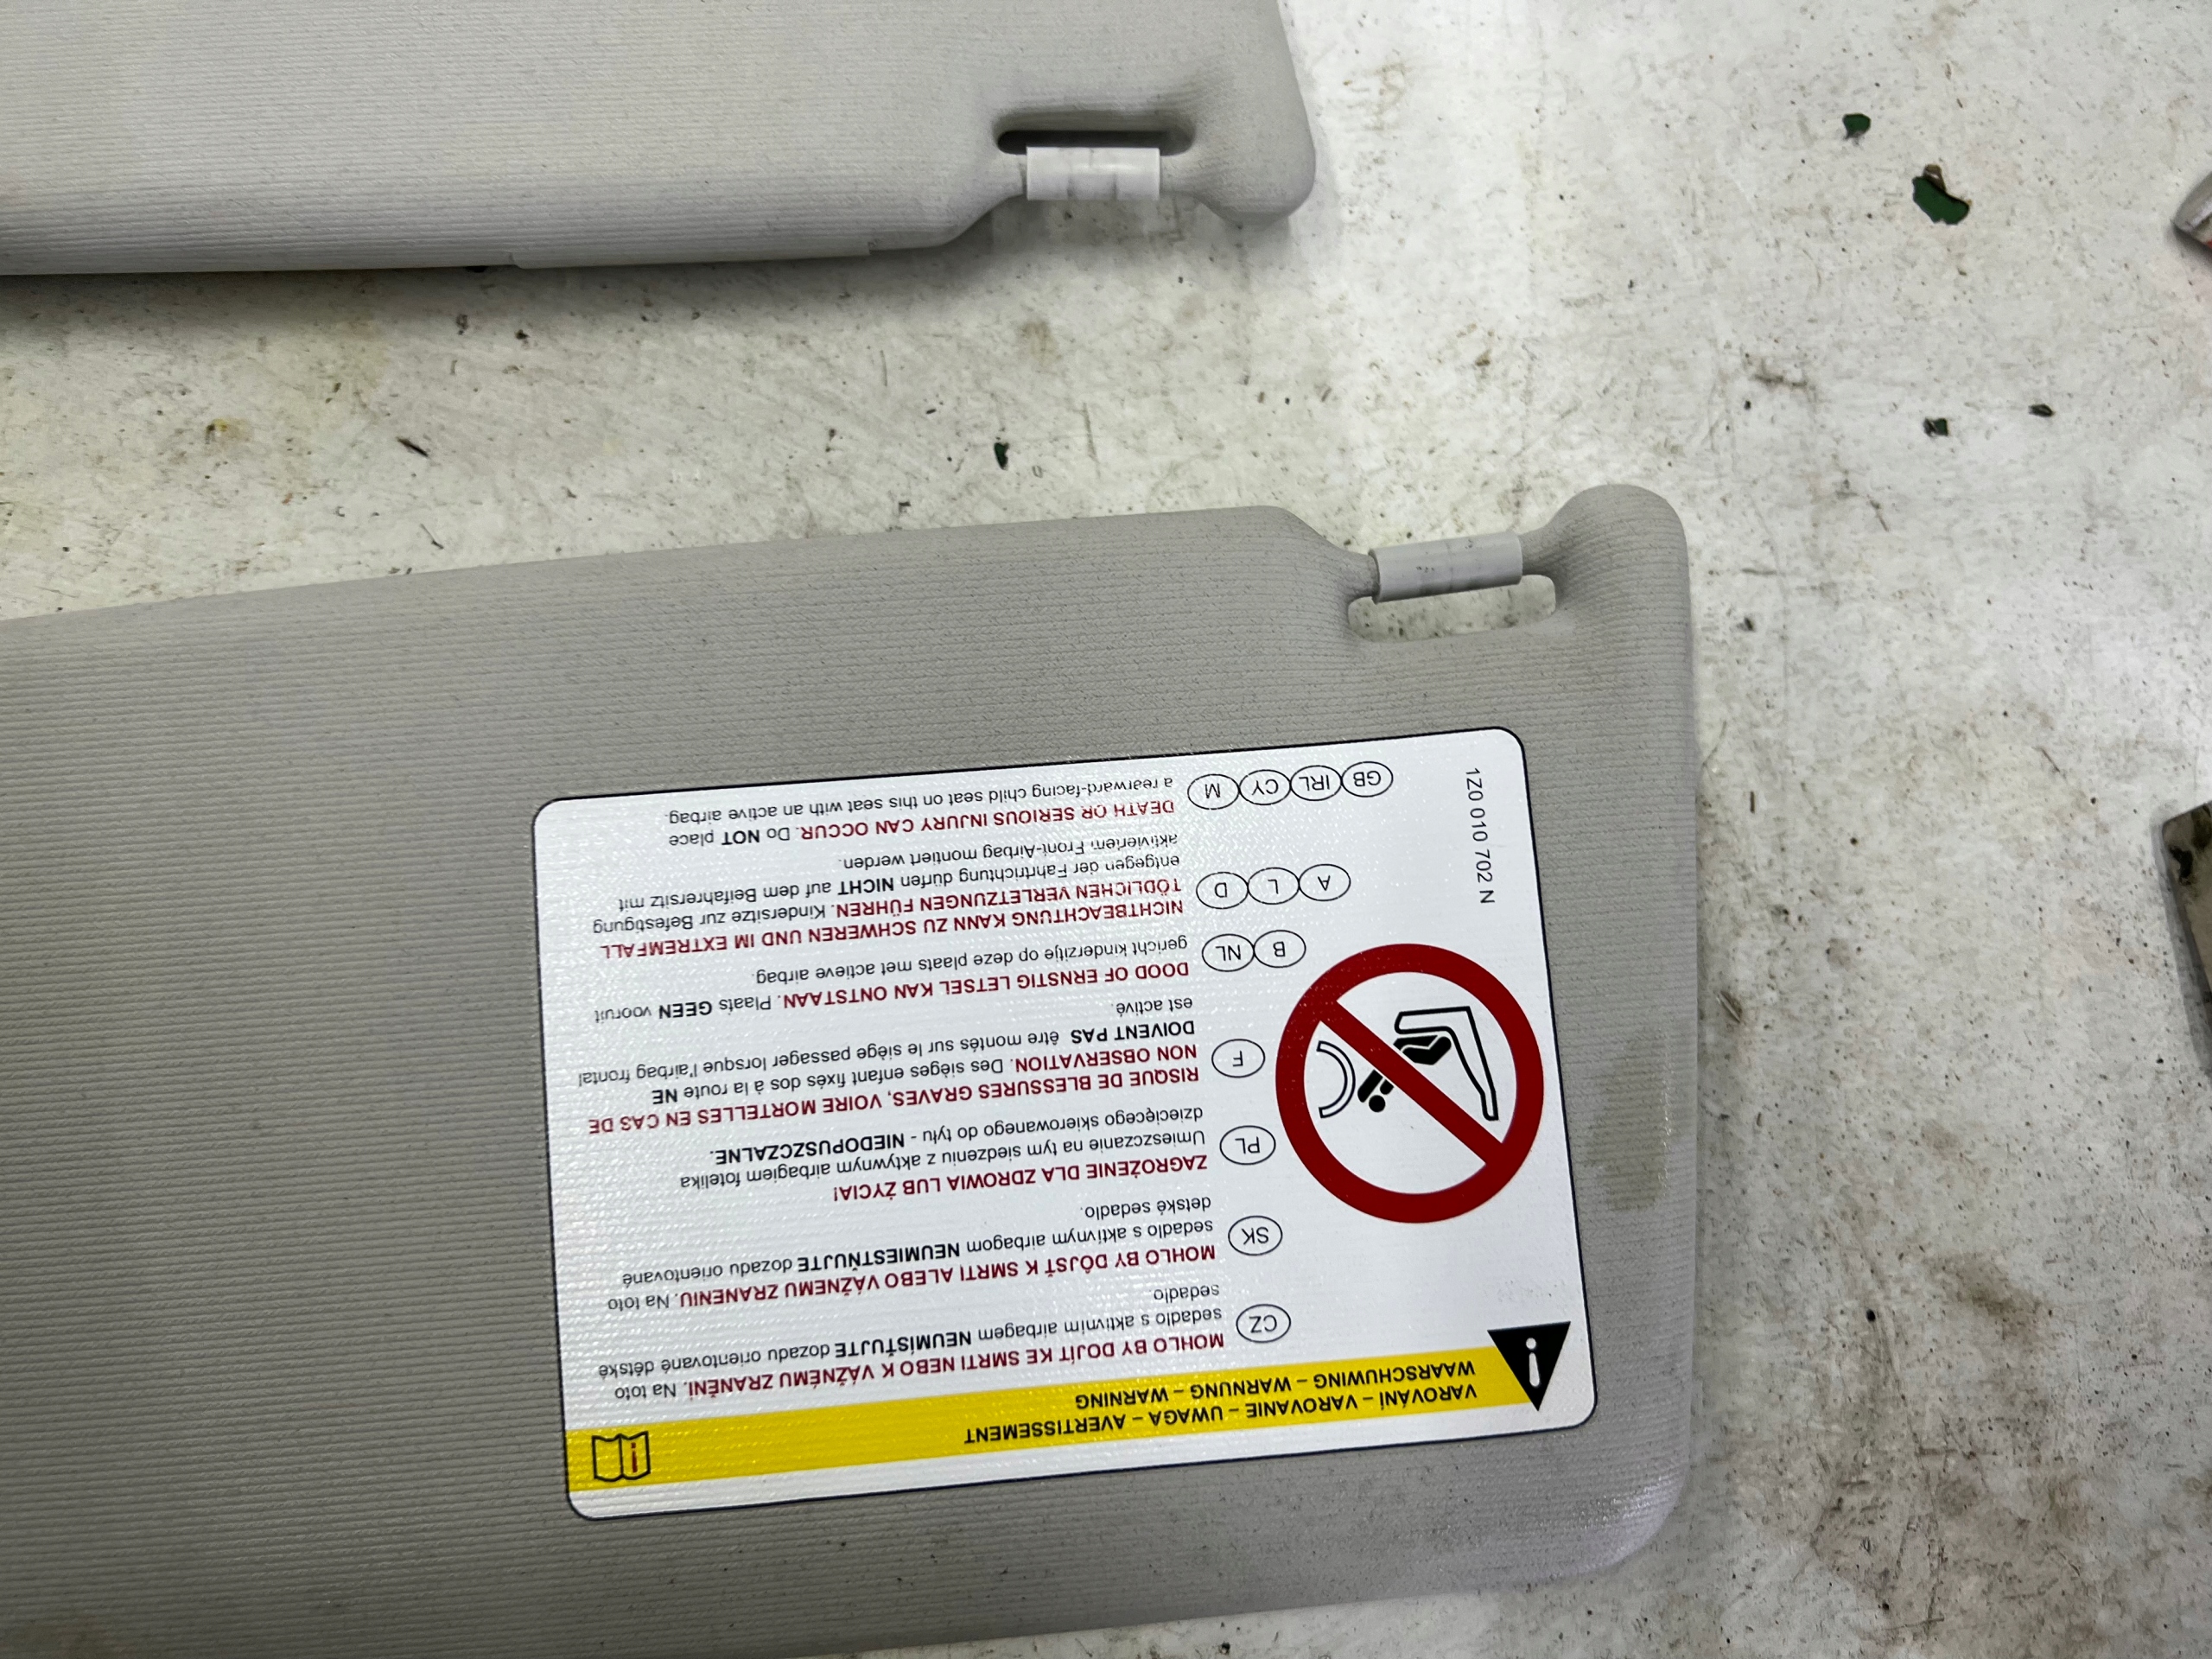 VAROVÁNÍ – VAROVANIE – UWAGA – AVERTISSEMENT
WAARSCHUWING – WARNUNG – WARNING
i
CZ
MOHLO BY DOJÍT KE SMRTI NEBO K VÁŽNÉMU ZRANĚNÍ. Na toto
sedadlo s aktivním airbagem NEUMÍSŤUJTE dozadu orientované dětské
sedadlo
SK
MOHLO BY DÔJSŤ K SMRTI ALEBO VÁŽNEMU ZRANENIU. Na toto
sedadlo s aktívnym airbagom NEUMIESTŇUJTE dozadu orientované
detské sedadlo.
PL
ZAGROŻENIE DLA ZDROWIA LUB ŻYCIA!
Umieszczanie na tym siedzeniu z aktywnym airbagiem fotelika
dziecięcego skierowanego do tyłu - NIEDOPUSZCZALNE.
F
RISQUE DE BLESSURES GRAVES, VOIRE MORTELLES EN CAS DE
NON OBSERVATION. Des sièges enfant fixés dos à la route NE
DOIVENT PAS être montés sur le siège passager lorsque l'airbag frontal
est activé.
B NL
DOOD OF ERNSTIG LETSEL KAN ONTSTAAN. Plaats GEEN vooruit
gericht kinderzitje op deze plaats met actieve airbag.
A L D
NICHTBEACHTUNG KANN ZU SCHWEREN UND IM EXTREMFALL
TÖDLICHEN VERLETZUNGEN FÜHREN. Kindersitze zur Befestigung
entgegen der Fahrtrichtung dürfen NICHT auf dem Beifahrersitz mit
aktiviertem Front-Airbag montiert werden.
GB IRL CY M
DEATH OR SERIOUS INJURY CAN OCCUR. Do NOT place
a rearward-facing child seat on this seat with an active airbag.
1Z0 010 702 N